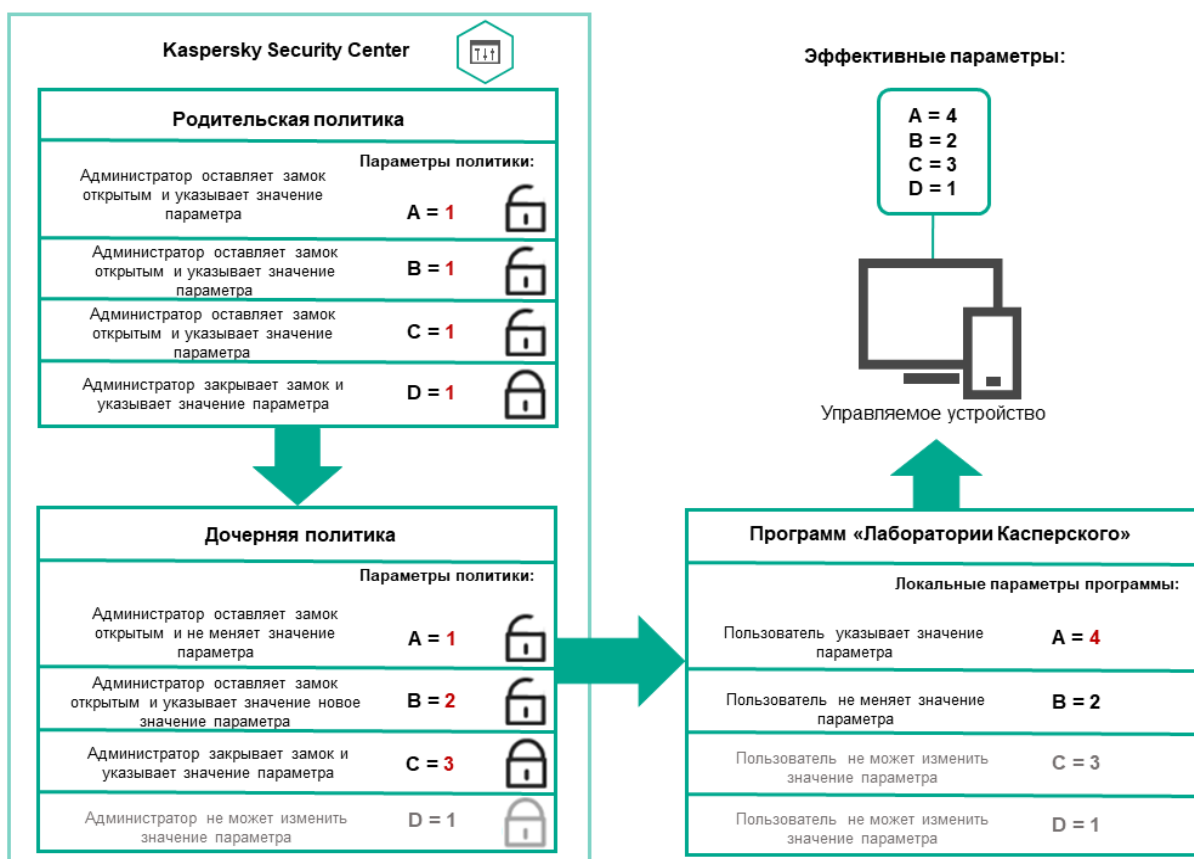 Kaspersky Security Center
Родительская политика
Параметры политики:
Администратор оставляет замок
открытым и указывает значение
параметра
A = 1
Администратор оставляет замок
открытым и указывает значение
параметра
B = 1
Администратор оставляет замок
открытым и указывает значение
параметра
C = 1
Администратор закрывает замок и
указывает значение параметра
D = 1
Дочерняя политика
Параметры политики:
Администратор оставляет замок
открытым и не меняет значение
параметра
A = 1
Администратор оставляет замок
открытым и указывает значение новое
значение параметра
B = 2
Администратор закрывает замок и
указывает значение параметра
C = 3
Администратор не может изменить
значение параметра
D = 1
Эффективные параметры:
A = 4
B = 2
C = 3
D = 1
Управляемое устройство
Программ «Лаборатории Касперского»
Локальные параметры программы:
Пользователь указывает значение
параметра
A = 4
Пользователь не меняет значение
параметра
B = 2
Пользователь не может изменить
значение параметра
C = 3
Пользователь не может изменить
значение параметра
D = 1